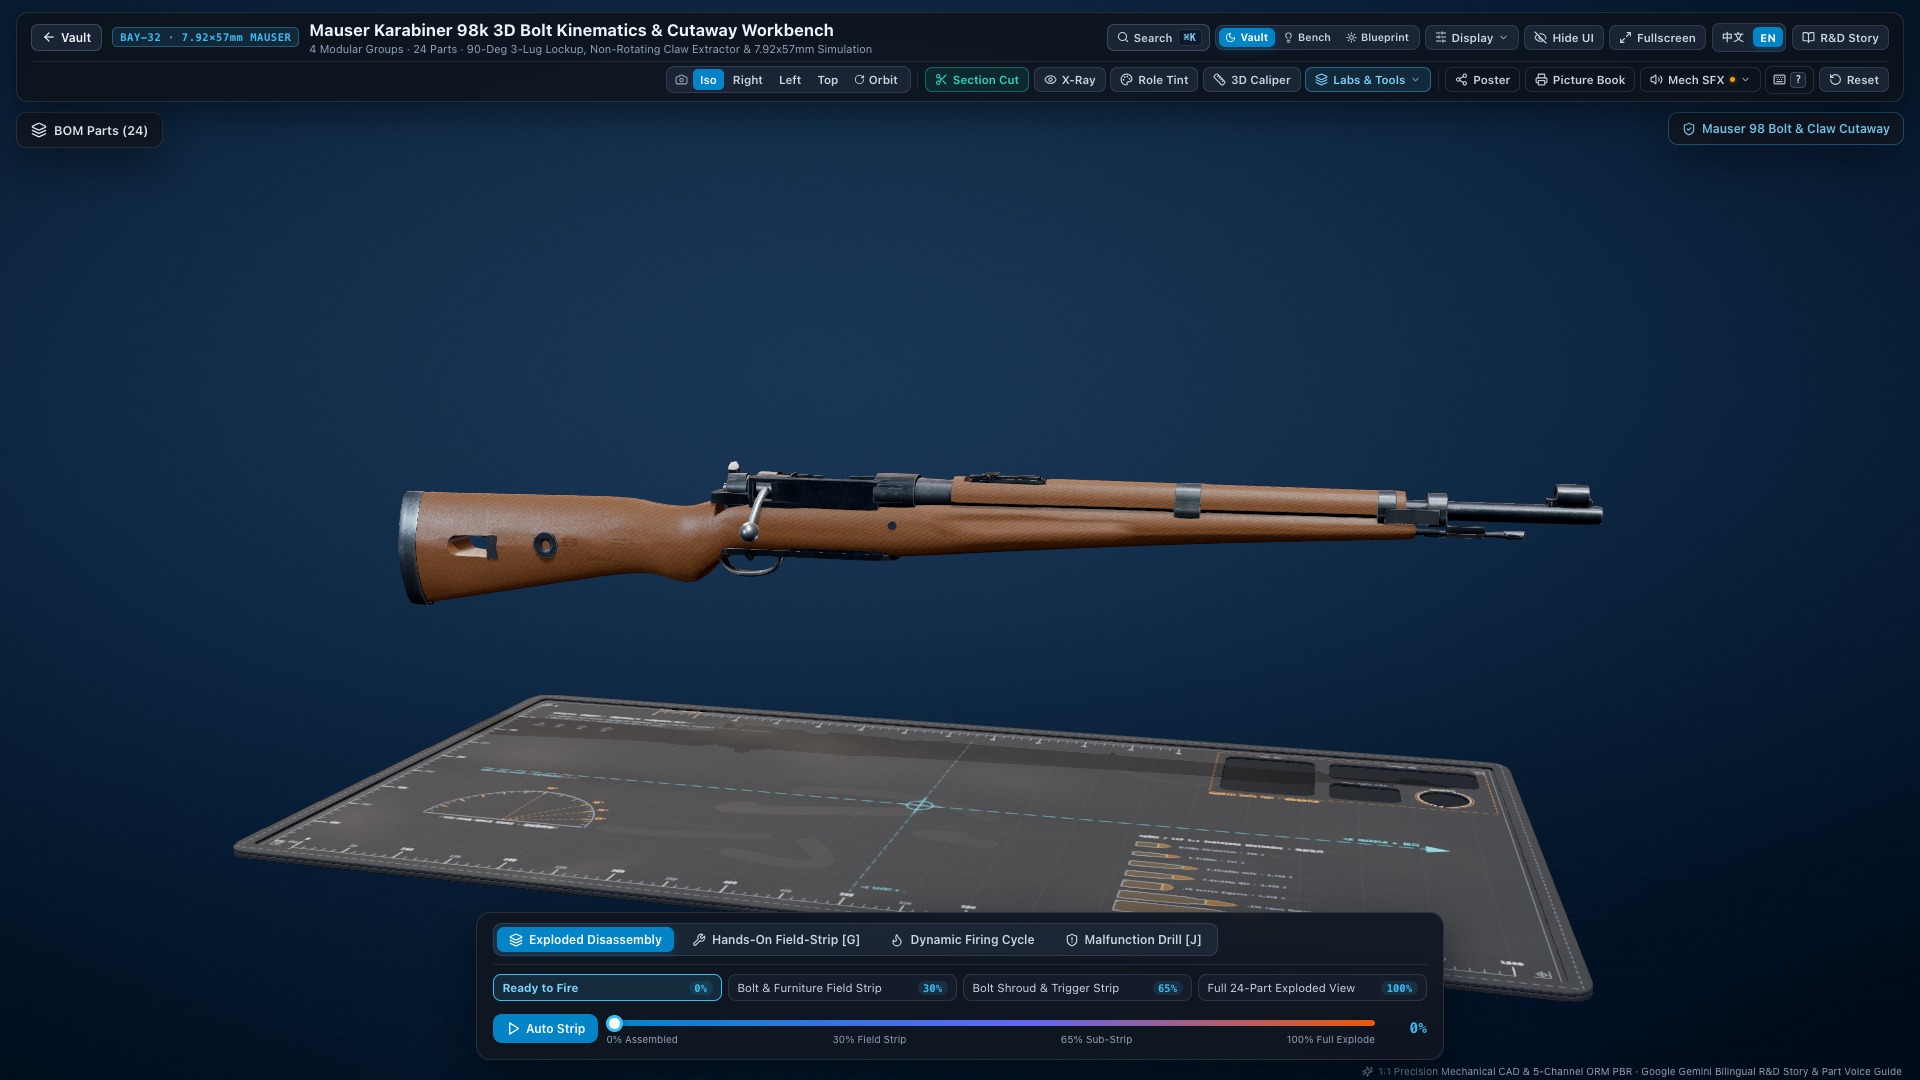 Vault
BAY-32 · 7.92×57mm MAUSER
Mauser Karabiner 98k 3D Bolt Kinematics & Cutaway Workbench
4 Modular Groups · 24 Parts · 90-Deg 3-Lug Lockup, Non-Rotating Claw Extractor & 7.92x57mm Simulation
Search ⌘K
Vault Bench Blueprint
Display
Hide UI
Fullscreen
中文 EN
R&D Story
Iso Right Left Top Orbit
Section Cut
X-Ray
Role Tint
3D Caliper
Labs & Tools
Poster
Picture Book
Mech SFX
?
Reset
BOM Parts (24)
Mauser 98 Bolt & Claw Cutaway
Exploded Disassembly
Hands-On Field-Strip [G]
Dynamic Firing Cycle
Malfunction Drill [J]
Ready to Fire 0%
Bolt & Furniture Field Strip 30%
Bolt Shroud & Trigger Strip 65%
Full 24-Part Exploded View 100%
Auto Strip
0%
0% Assembled
30% Field Strip
65% Sub-Strip
100% Full Explode
1:1 Precision Mechanical CAD & 5-Channel ORM PBR · Google Gemini Bilingual R&D Story & Part Voice Guide